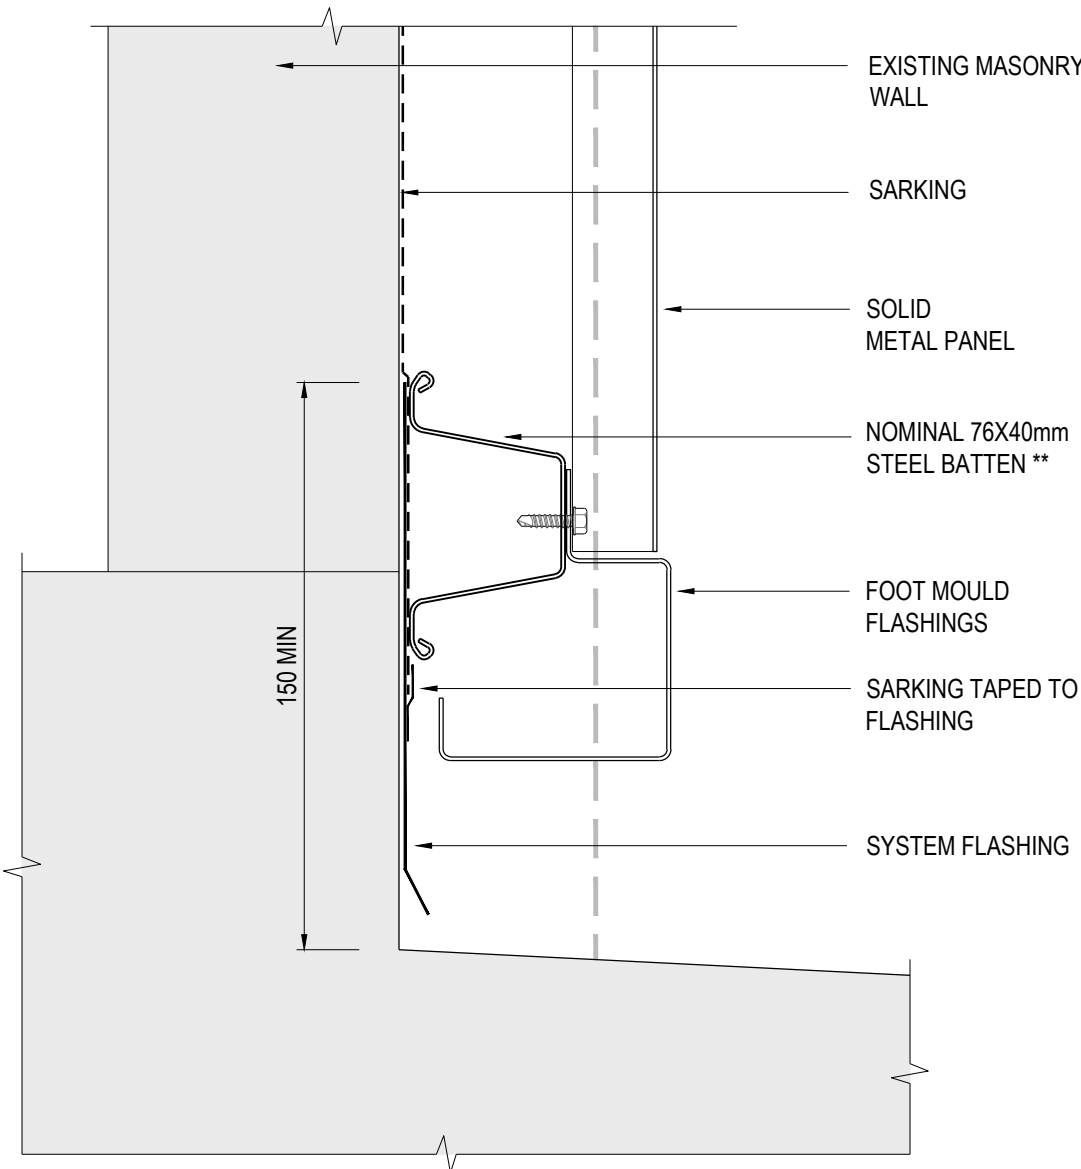 EXISTING MASONRY
WALL
SARKING
SOLID
METAL PANEL
NOMINAL 76X40mm
STEEL BATTEN **
FOOT MOULD
FLASHINGS
150 MIN
SARKING TAPED TO
FLASHING
SYSTEM FLASHING